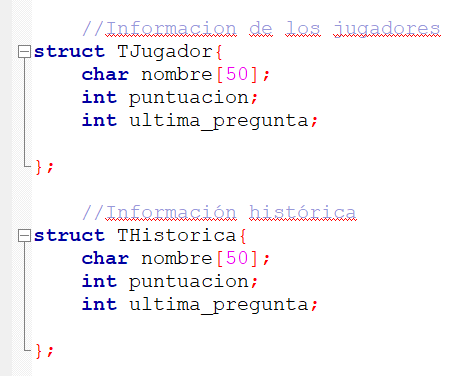 //Informacion de los jugadores
struct TJugador{
char nombre[50];
int puntuacion;
int ultima_pregunta;
};
//Información histórica
struct THistorica{
char nombre[50];
int puntuacion;
int ultima_pregunta;
};